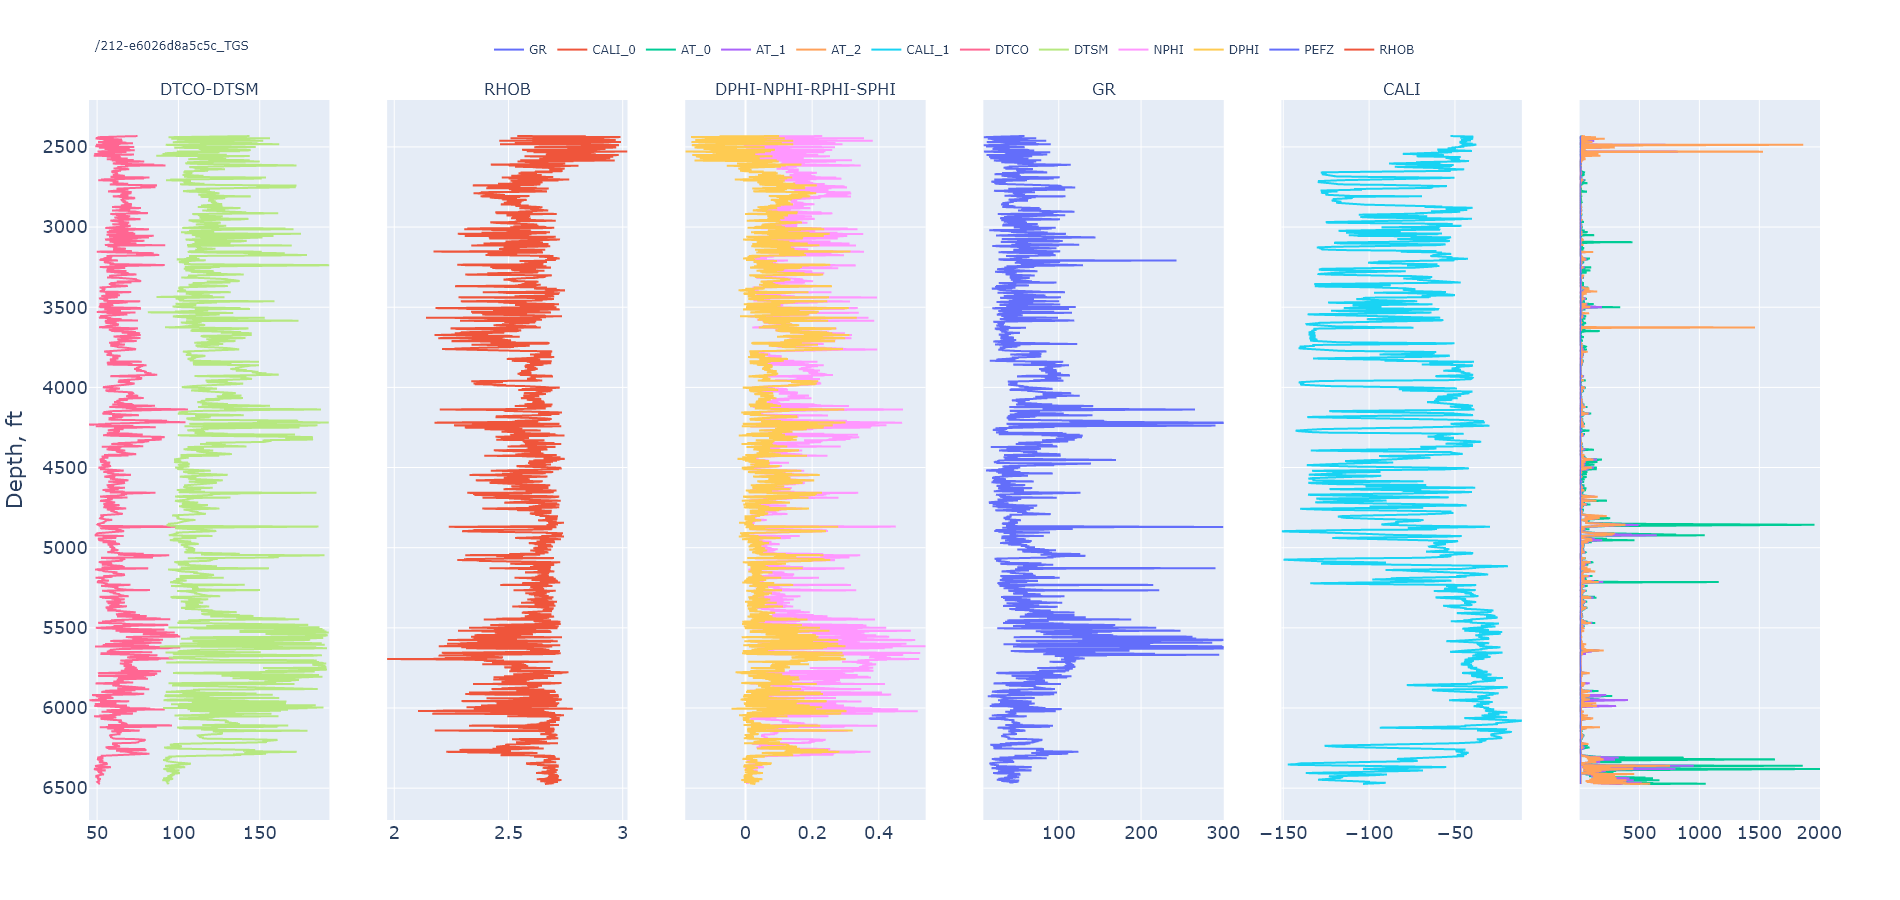 /212-e6026d8a5c5c_TGS
GR CALI_0 AT_0 AT_1 AT_2 CALI_1 DTCO DTSM NPHI DPHI PEFZ RHOB
DTCO-DTSM RHOB DPHI-NPHI-RPHI-SPHI GR CALI
Depth, ft
2500
3000
3500
4000
4500
5000
5500
6000
6500
50 100 150 2 2.5 3 0 0.2 0.4 100 200 300 −150 −100 −50 500 1000 1500 2000